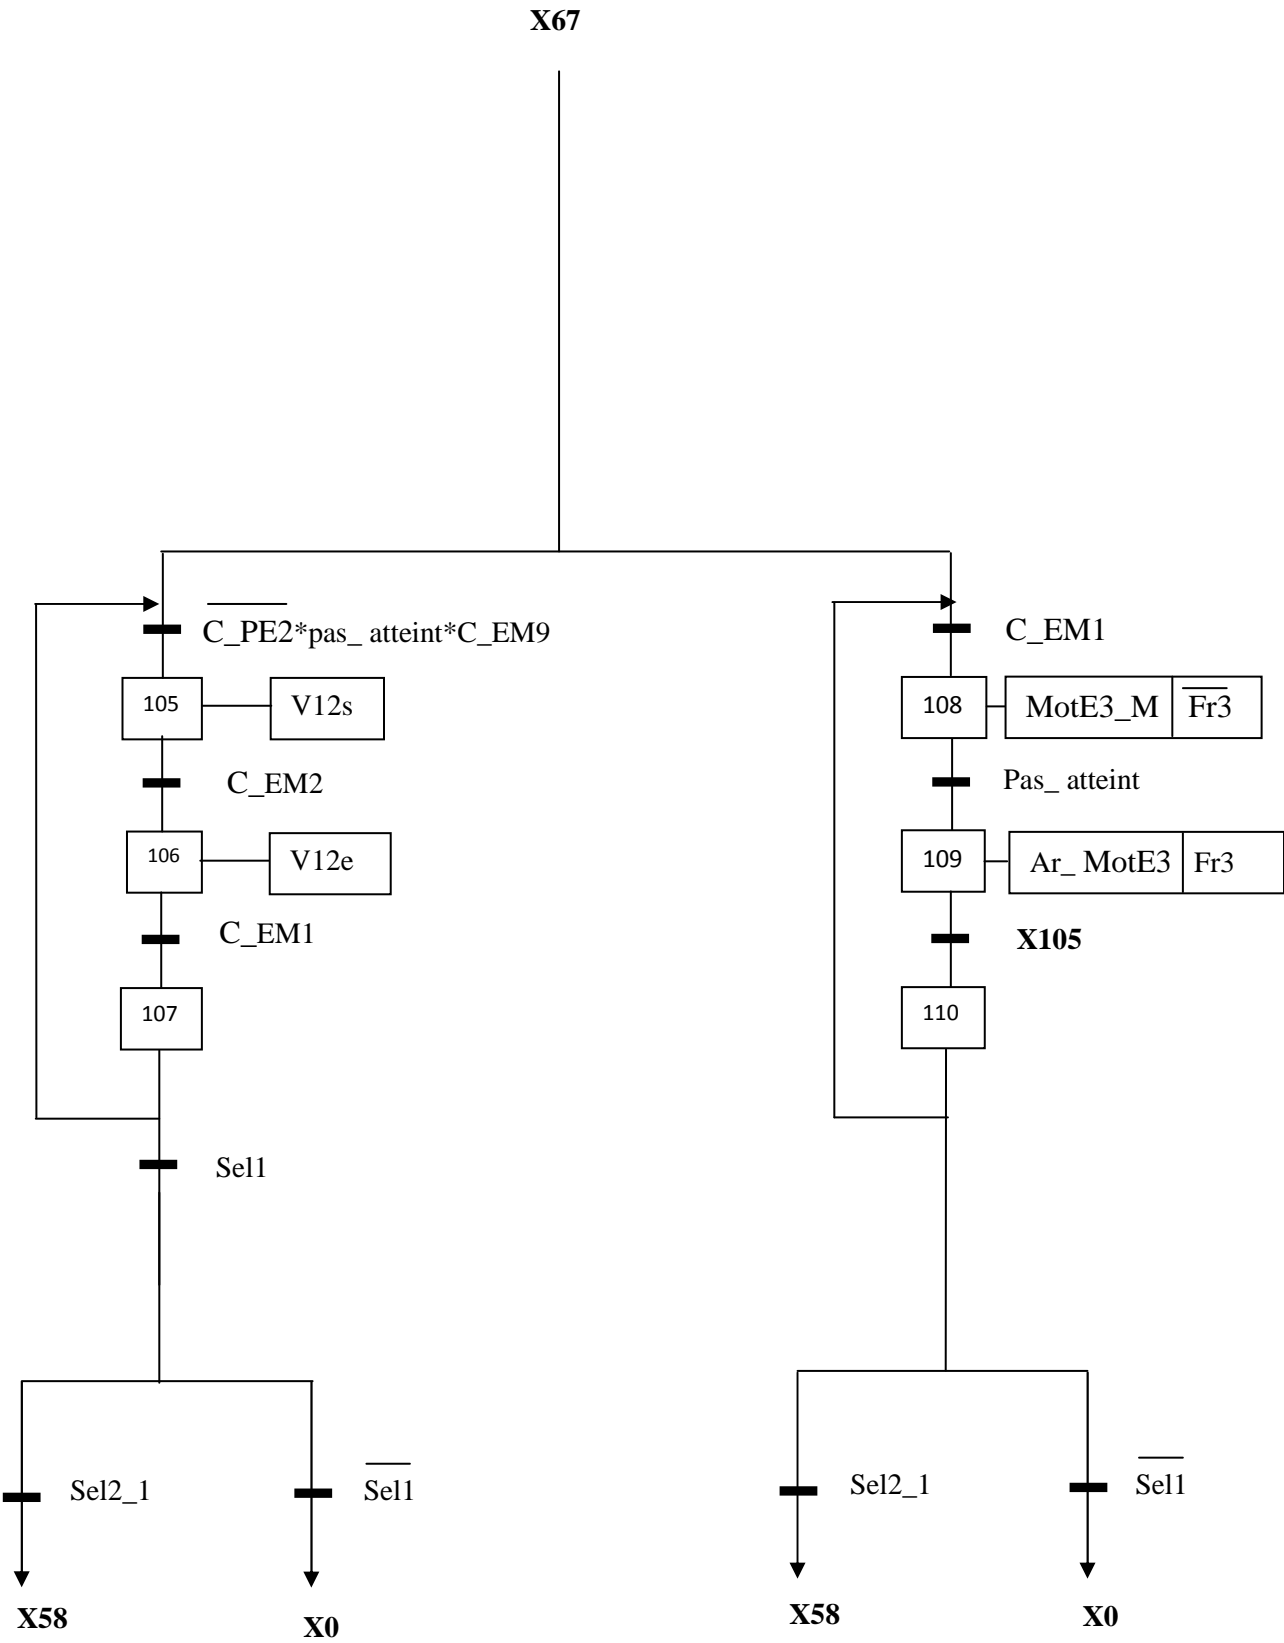 X67
C_PE2*pas_ atteint*C_EM9
C_EM1
105
V12s
108
MotE3_M
Fr3
C_EM2
Pas_ atteint
106
V12e
109
Ar_ MotE3
Fr3
C_EM1
X105
107
110
Sel1
Sel2_1
Sel1
Sel2_1
Sel1
X58
X0
X58
X0